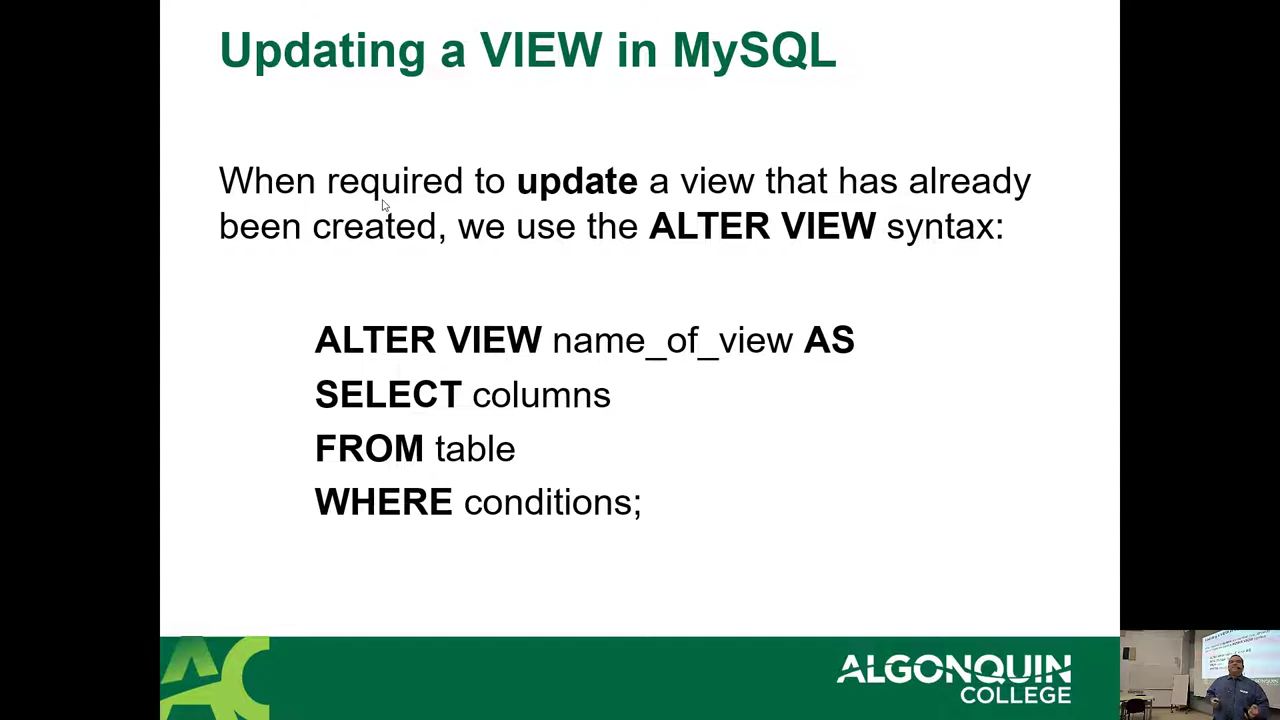 Updating a VIEW in MySQL
When required to update a view that has already
been created, we use the ALTER VIEW syntax:
ALTER VIEW name_of_view AS
SELECT columns
FROM table
WHERE conditions;
AC
ALGONQUIN
COLLEGE